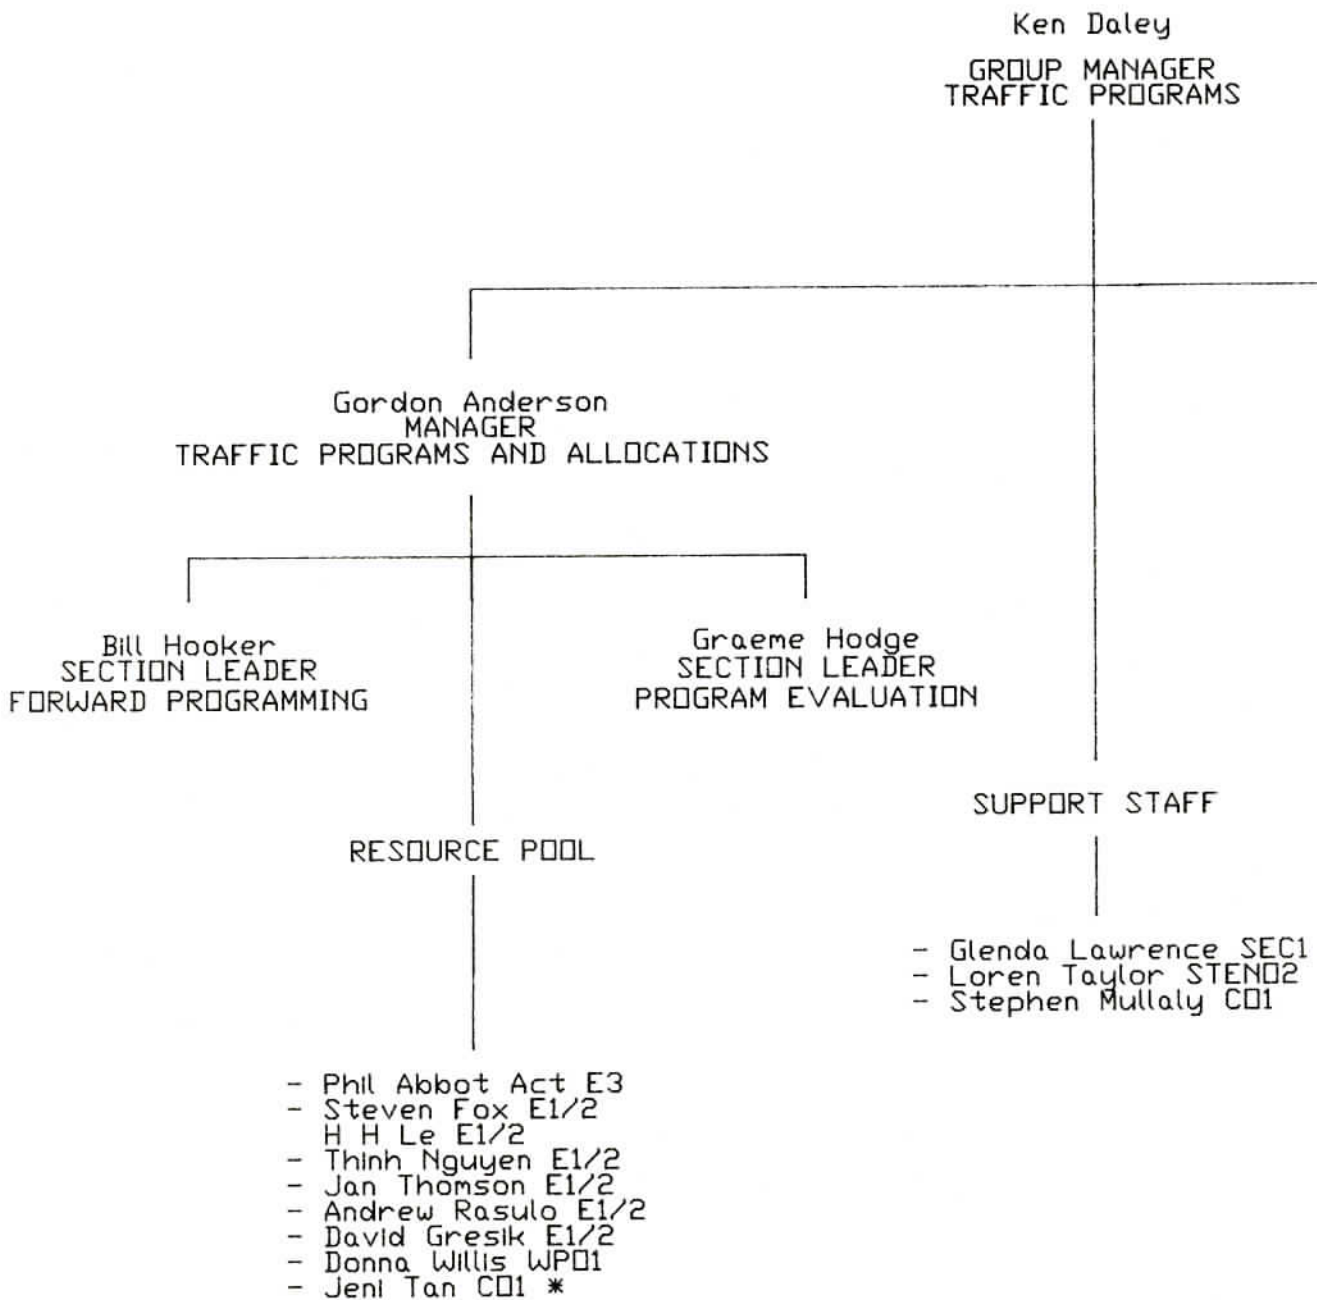 Ken Daley
GROUP MANAGER
TRAFFIC PROGRAMS
Gordon Anderson
MANAGER
TRAFFIC PROGRAMS AND ALLOCATIONS
Bill Hooker
SECTION LEADER
FORWARD PROGRAMMING
Graeme Hodge
SECTION LEADER
PROGRAM EVALUATION
SUPPORT STAFF
- Glenda Lawrence SEC1
- Loren Taylor STENO2
- Stephen Mullaly CO1
RESOURCE POOL
- Phil Abbot Act E3
- Steven Fox E1/2
H H Le E1/2
- Thinh Nguyen E1/2
- Jan Thomson E1/2
- Andrew Rasulo E1/2
- David Gresik E1/2
- Donna Willis WPO1
- Jeni Tan CO1 *